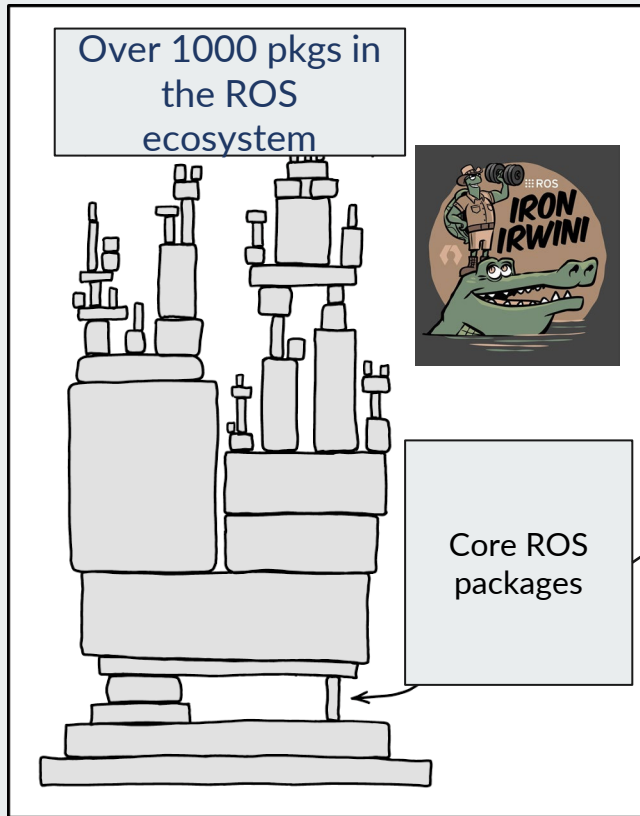 Over 1000 pkgs in
the ROS
ecosystem
ROS
IRON
IRWINI
Core ROS
packages